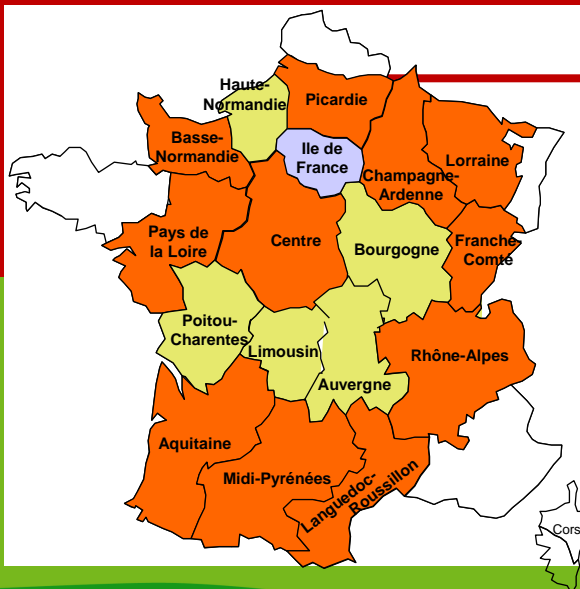 Haute-
Normandie
Picardie
Basse-
Normandie
Ile de
France
Lorraine
Champagne-
Ardenne
Pays de
la Loire
Centre
Bourgogne
Franche-
Comté
Poitou-
Charentes
Limousin
Auvergne
Rhône-Alpes
Aquitaine
Midi-Pyrénées
Languedoc-
Roussillon
Cors